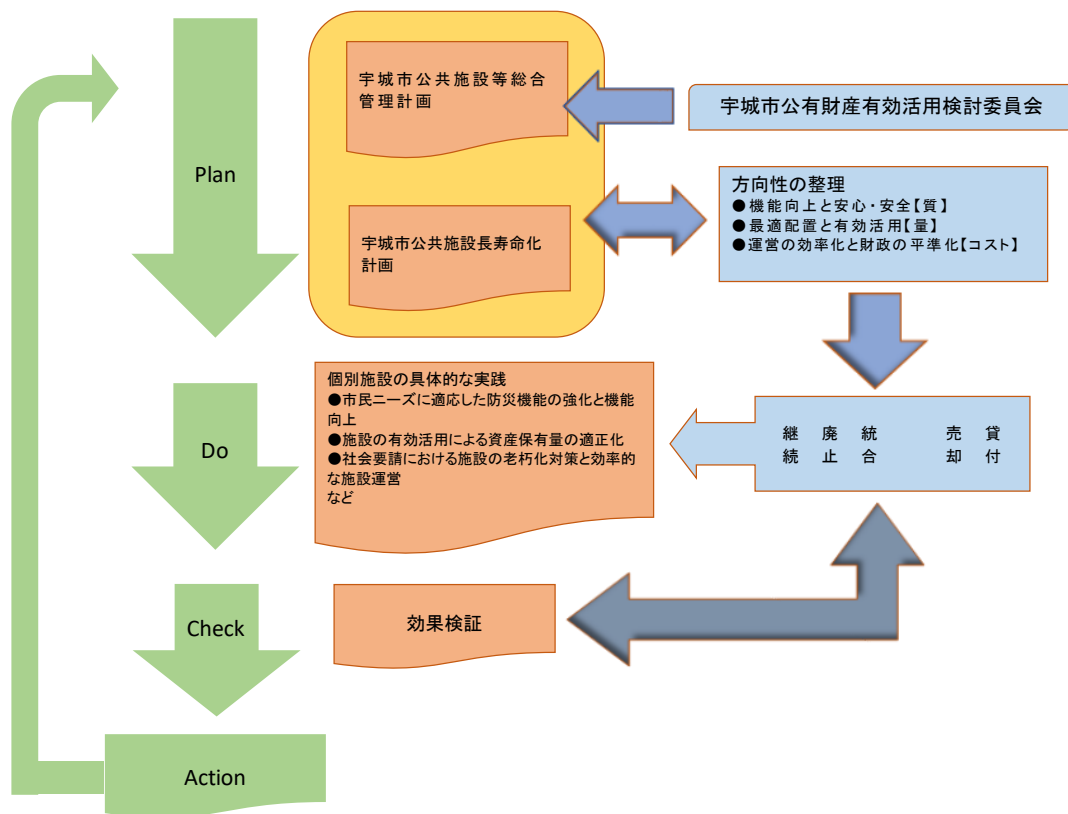 Plan
宇城市公共施設等総合
管理計画
宇城市公有財産有効活用検討委員会
宇城市公共施設長寿命化
計画
方向性の整理
●機能向上と安心・安全【質】
●最適配置と有効活用【量】
●運営の効率化と財政の平準化【コスト】
Do
個別施設の具体的な実践
●市民ニーズに適応した防災機能の強化と機能
向上
●施設の有効活用による資産保有量の適正化
●社会要請における施設の老朽化対策と効率的
な施設運営
など
継続
廃止
統合
売却
貸付
Check
効果検証
Action